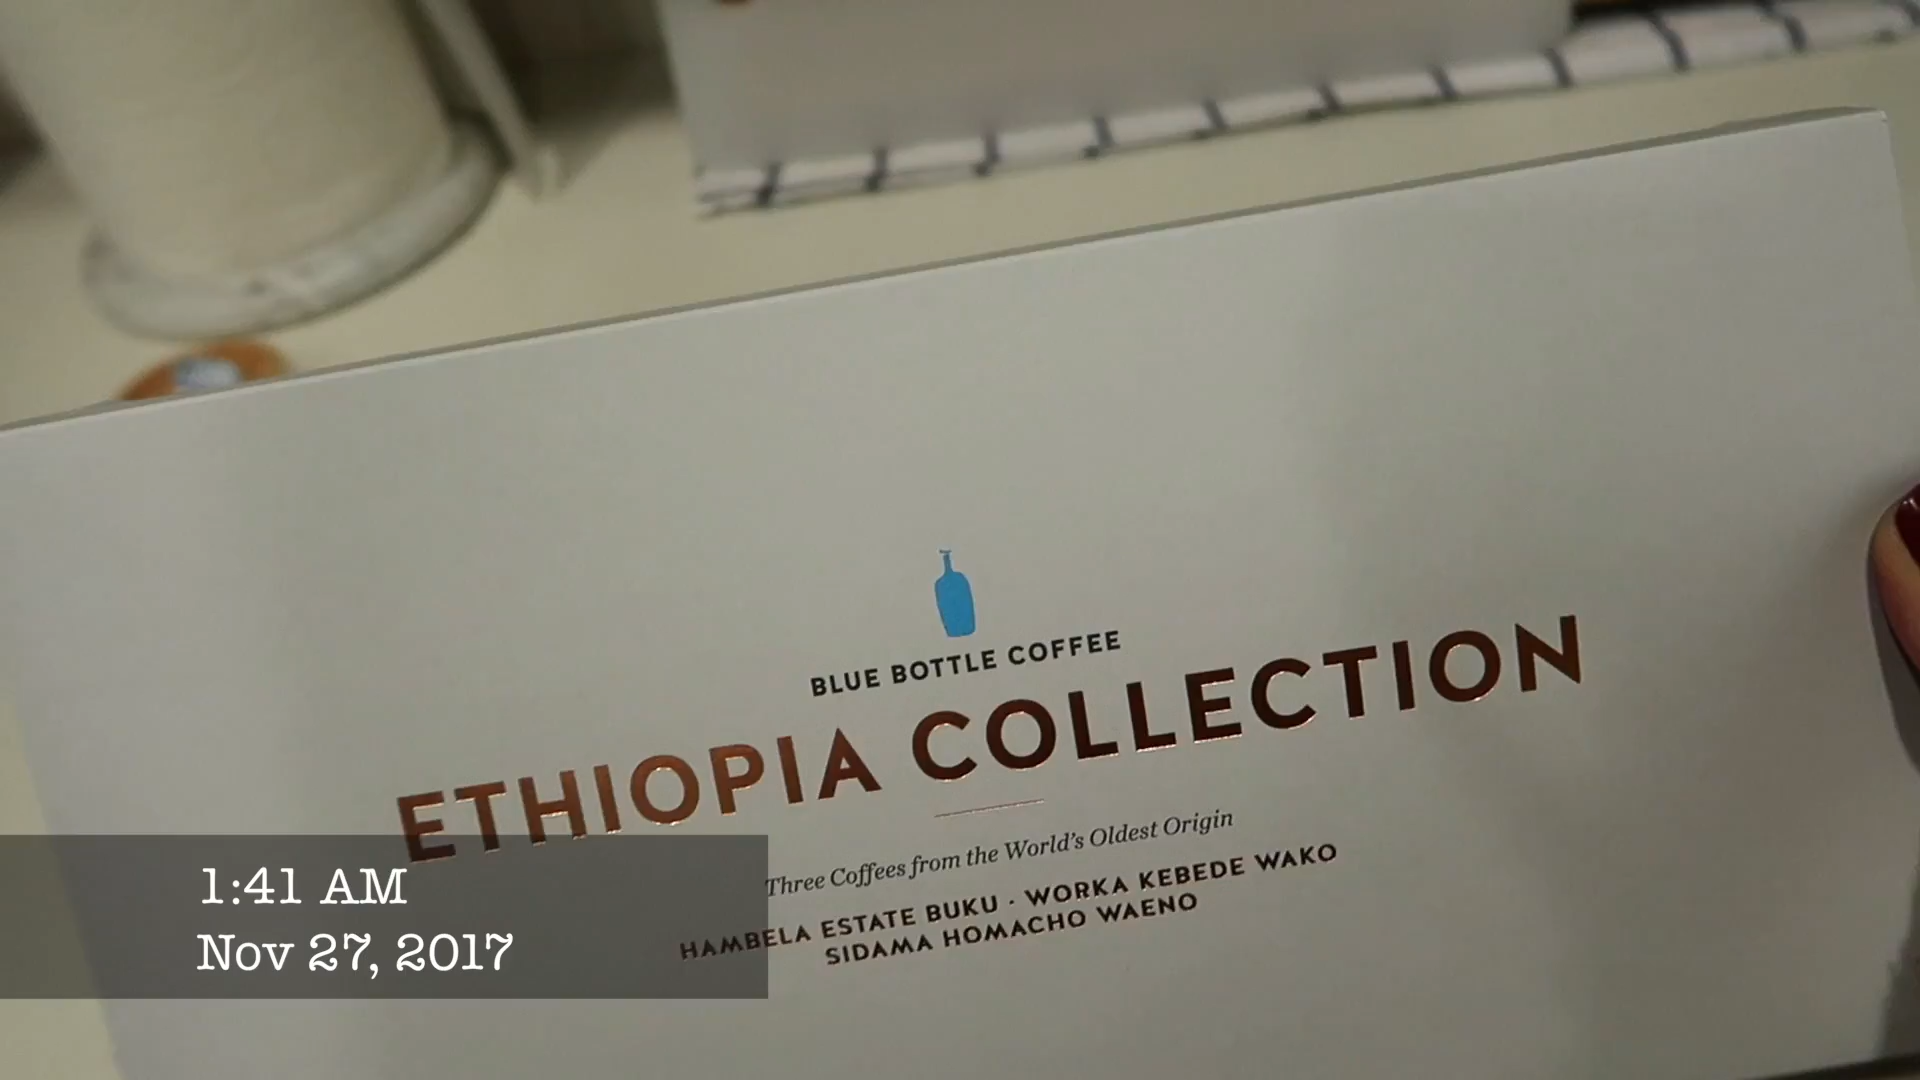 BLUE BOTTLE COFFEE
ETHIOPIA COLLECTION
Three Coffees from the World's Oldest Origin
HAMBELA ESTATE BUKU · WORKA KEBEDE WAKO
SIDAMA HOMACHO WAENO
1:41 AM
Nov 27, 2017